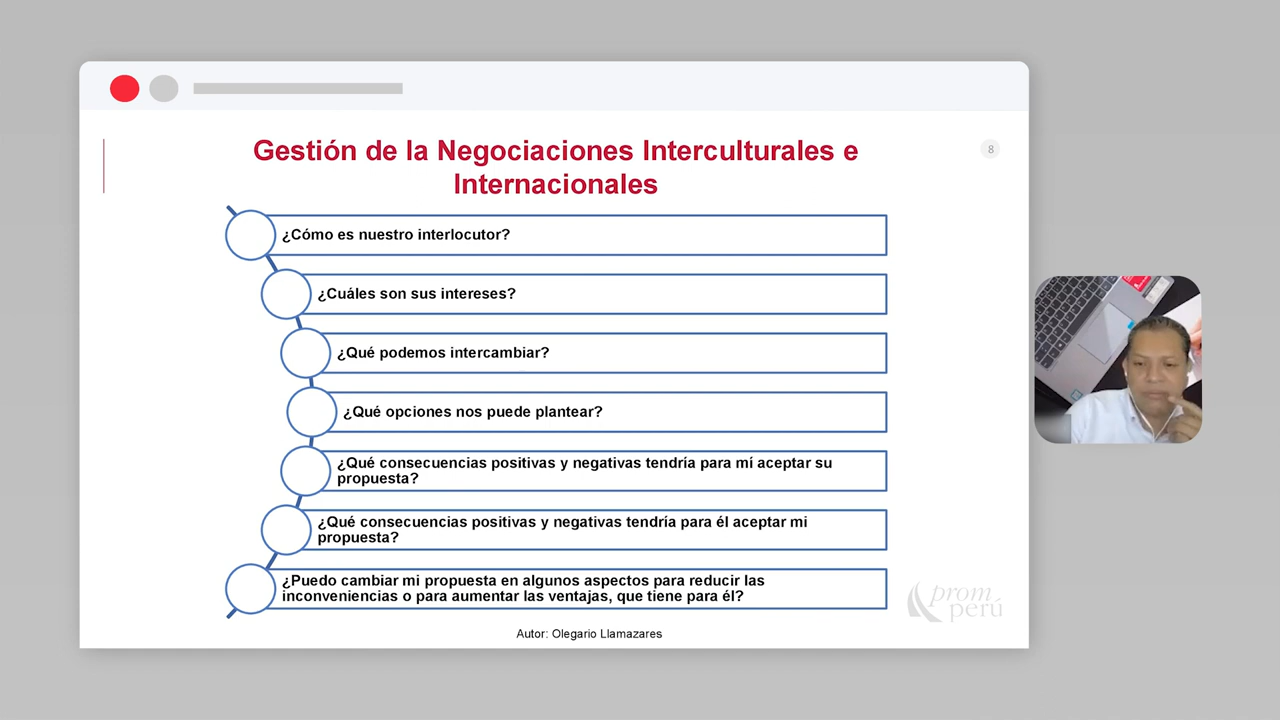 Gestión de la Negociaciones Interculturales e
Internacionales
8
¿Cómo es nuestro interlocutor?
¿Cuáles son sus intereses?
¿Qué podemos intercambiar?
¿Qué opciones nos puede plantear?
¿Qué consecuencias positivas y negativas tendría para mí aceptar su
propuesta?
¿Qué consecuencias positivas y negativas tendría para él aceptar mi
propuesta?
¿Puedo cambiar mi propuesta en algunos aspectos para reducir las
inconveniencias o para aumentar las ventajas, que tiene para él?
prom
perú
Autor: Olegario Llamazares